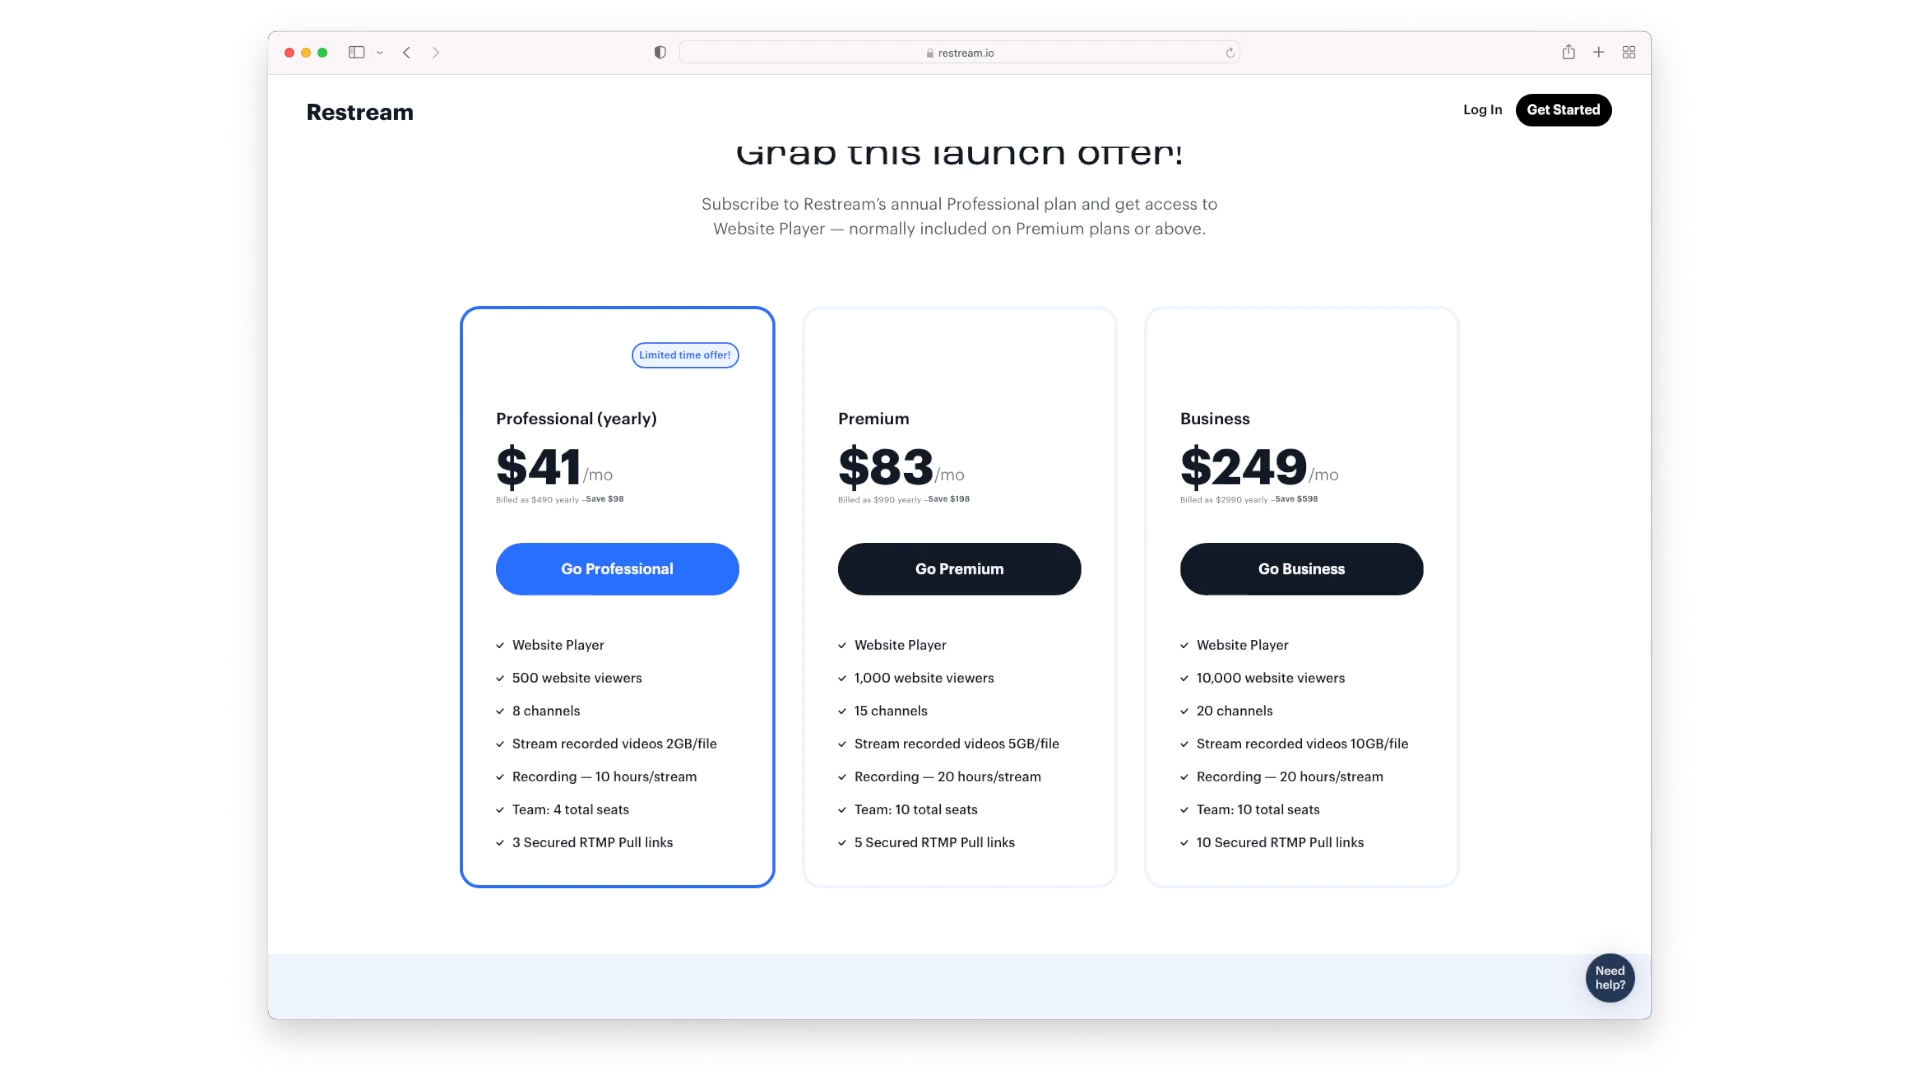 restream.io
Restream
Log In
Get Started
Grab this launch offer!
Subscribe to Restream’s annual Professional plan and get access to
Website Player — normally included on Premium plans or above.
Limited time offer!
Professional (yearly)
$41/mo
Billed as $490 yearly –Save $98
Go Professional
Website Player
500 website viewers
8 channels
Stream recorded videos 2GB/file
Recording — 10 hours/stream
Team: 4 total seats
3 Secured RTMP Pull links
Premium
$83/mo
Billed as $990 yearly –Save $198
Go Premium
Website Player
1,000 website viewers
15 channels
Stream recorded videos 5GB/file
Recording — 20 hours/stream
Team: 10 total seats
5 Secured RTMP Pull links
Business
$249/mo
Billed as $2990 yearly –Save $598
Go Business
Website Player
10,000 website viewers
20 channels
Stream recorded videos 10GB/file
Recording — 20 hours/stream
Team: 10 total seats
10 Secured RTMP Pull links
Need
help?